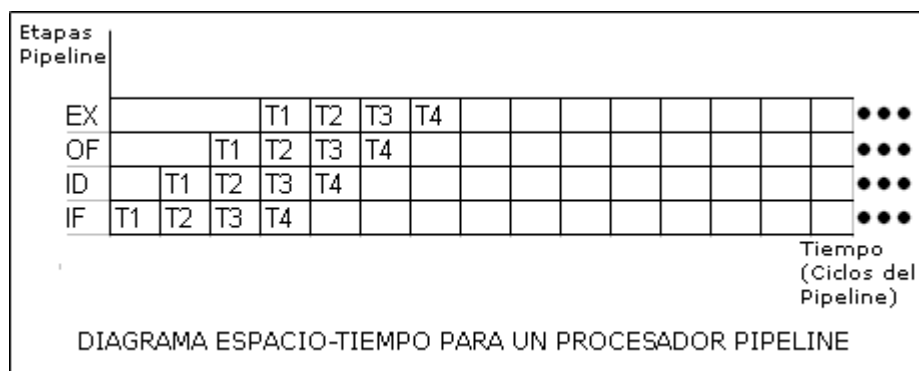 Etapas
Pipeline
EX T1 T2 T3 T4
OF T1 T2 T3 T4
ID T1 T2 T3 T4
IF T1 T2 T3 T4
Tiempo
(Ciclos del
Pipeline)
DIAGRAMA ESPACIO-TIEMPO PARA UN PROCESADOR PIPELINE